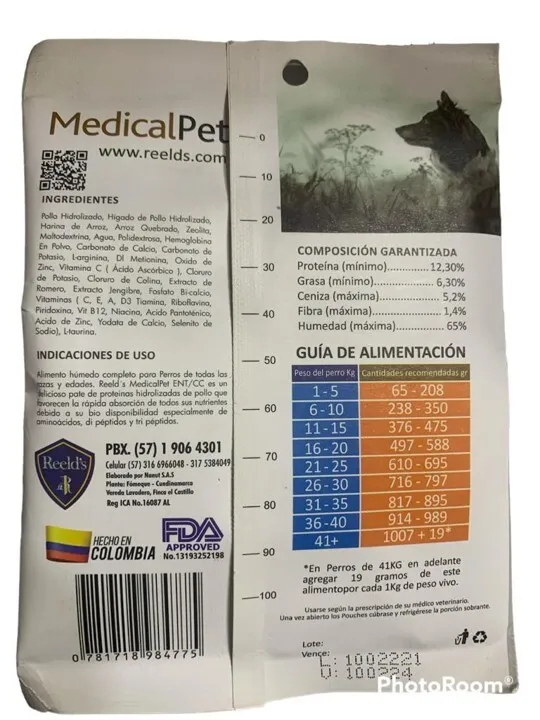 MedicalPet
www.reelds.com
INGREDIENTES
Pollo Hidrolizado, Hígado de Pollo Hidrolizado,
Harina de Arroz, Arroz Quebrado, Zeolita,
Maltodextrina, Agua, Polidextrosa, Hemoglobina
En Polvo, Carbonato de Calcio, Carbonato de
Potasio, L-arginina, Dl Metionina, Oxido de
Zinc, Vitamina C ( Ácido Ascórbico ), Cloruro
de Potasio, Cloruro de Colina, Extracto de
Romero, Extracto Jengibre, Fosfato Bi-calcico,
Vitaminas ( C, E, A, D3 Tiamina, Riboflavina,
Piridoxina, Vit B12, Niacina, Acido Pantoténico,
Acido de Zinc, Yodata de Calcio, Selenito de
Sodio), L-taurina.
INDICACIONES DE USO
Alimento húmedo completo para Perros de todas las
razas y edades. Reeld´s MedicalPet ENT/CC es un
delicioso pate de proteinas hidrolizadas de pollo que
favorecen la rápida absorción de todos sus nutrientes
debido a su bio disponibilidad especialmente de
aminoácidos, di péptidos y tri péptidos.
Reeld's
R
PBX. (57) 1 906 4301
Celular (57) 316 6966048 - 317 5384049
Elaborado por Nanut S.A.S
Planta: Fómeque - Cundinamarca
Vereda Lavadero, Finca el Castillo
Reg ICA No.16087 AL
HECHO EN
COLOMBIA
FDA
APPROVED
No.13193252198
0 781718 984775
0
10
20
30
40
50
60
70
80
90
100
COMPOSICIÓN GARANTIZADA
Proteína (mínimo)............... 12,30%
Grasa (mínimo)................... 6,30%
Ceniza (máxima)................. 5,2%
Fibra (máxima).................... 1,4%
Humedad (máxima)............. 65%
GUÍA DE ALIMENTACIÓN
Peso del perro Kg Cantidades recomendadas gr
1 - 5 65 - 208
6 - 10 238 - 350
11 - 15 376 - 475
16 - 20 497 - 588
21 - 25 610 - 695
26 - 30 716 - 797
31 - 35 817 - 895
36 - 40 914 - 989
41+ 1007 + 19*
*En Perros de 41KG en adelante
agregar 19 gramos de este
alimentopor cada 1Kg de peso vivo.
Usarse según la prescripción de su médico veterinario.
Una vez abierto los Pouches cúbrase y refrigérese la porción sobrante.
Lote:
Vence:
L: 1002221
V: 100224
PhotoRoom®